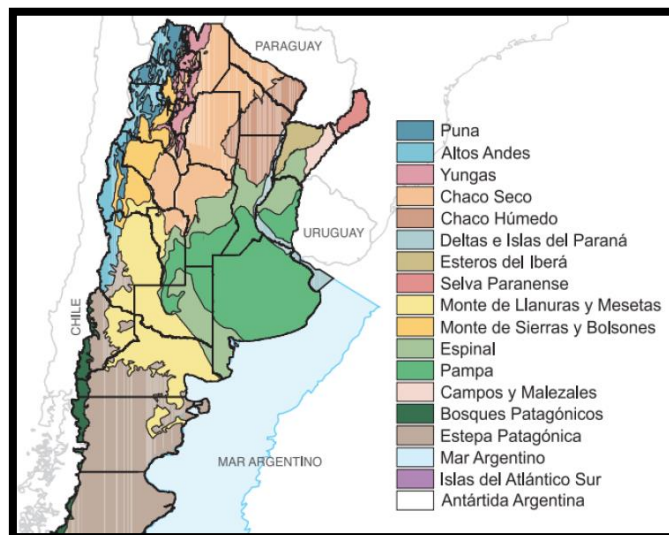 PARAGUAY
URUGUAY
CHILE
MAR ARGENTINO
Puna
Altos Andes
Yungas
Chaco Seco
Chaco Húmedo
Deltas e Islas del Paraná
Esteros del Iberá
Selva Paranense
Monte de Llanuras y Mesetas
Monte de Sierras y Bolsones
Espinal
Pampa
Campos y Malezales
Bosques Patagónicos
Estepa Patagónica
Mar Argentino
Islas del Atlántico Sur
Antártida Argentina